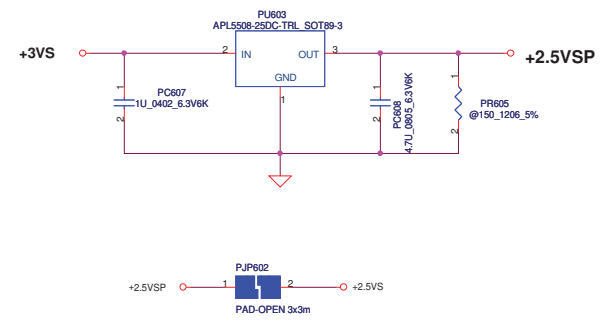 PU603
APL5508-25DC-TRL_SOT89-3
+3VS
2
IN
OUT
3
+2.5VSP
GND
1
1
PC607
1U_0402_6.3V6K
2
1
PC608
4.7U_0805_6.3V6K
2
1
PR605
@150_1206_5%
2
PJP602
+2.5VSP
1
2
+2.5VS
PAD-OPEN 3x3m